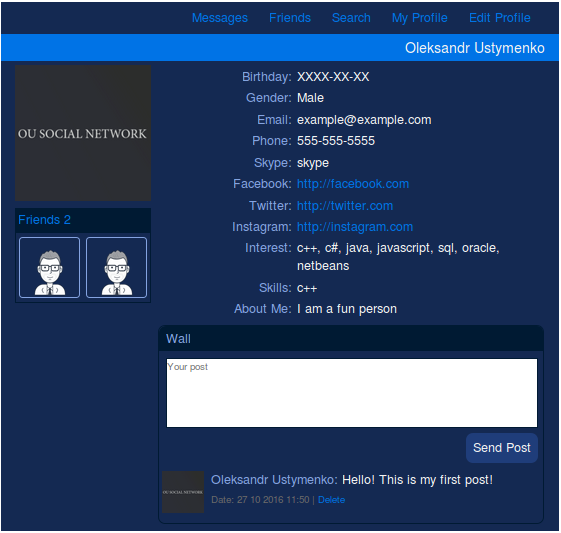 Messages Friends Search My Profile Edit Profile
Oleksandr Ustymenko
OU SOCIAL NETWORK
Friends 2
Birthday: XXXX-XX-XX
Gender: Male
Email: example@example.com
Phone: 555-555-5555
Skype: skype
Facebook: http://facebook.com
Twitter: http://twitter.com
Instagram: http://instagram.com
Interest: c++, c#, java, javascript, sql, oracle,
netbeans
Skills: c++
About Me: I am a fun person
Wall
Your post
Send Post
OU SOCIAL NETWORK
Oleksandr Ustymenko: Hello! This is my first post!
Date: 27 10 2016 11:50 | Delete